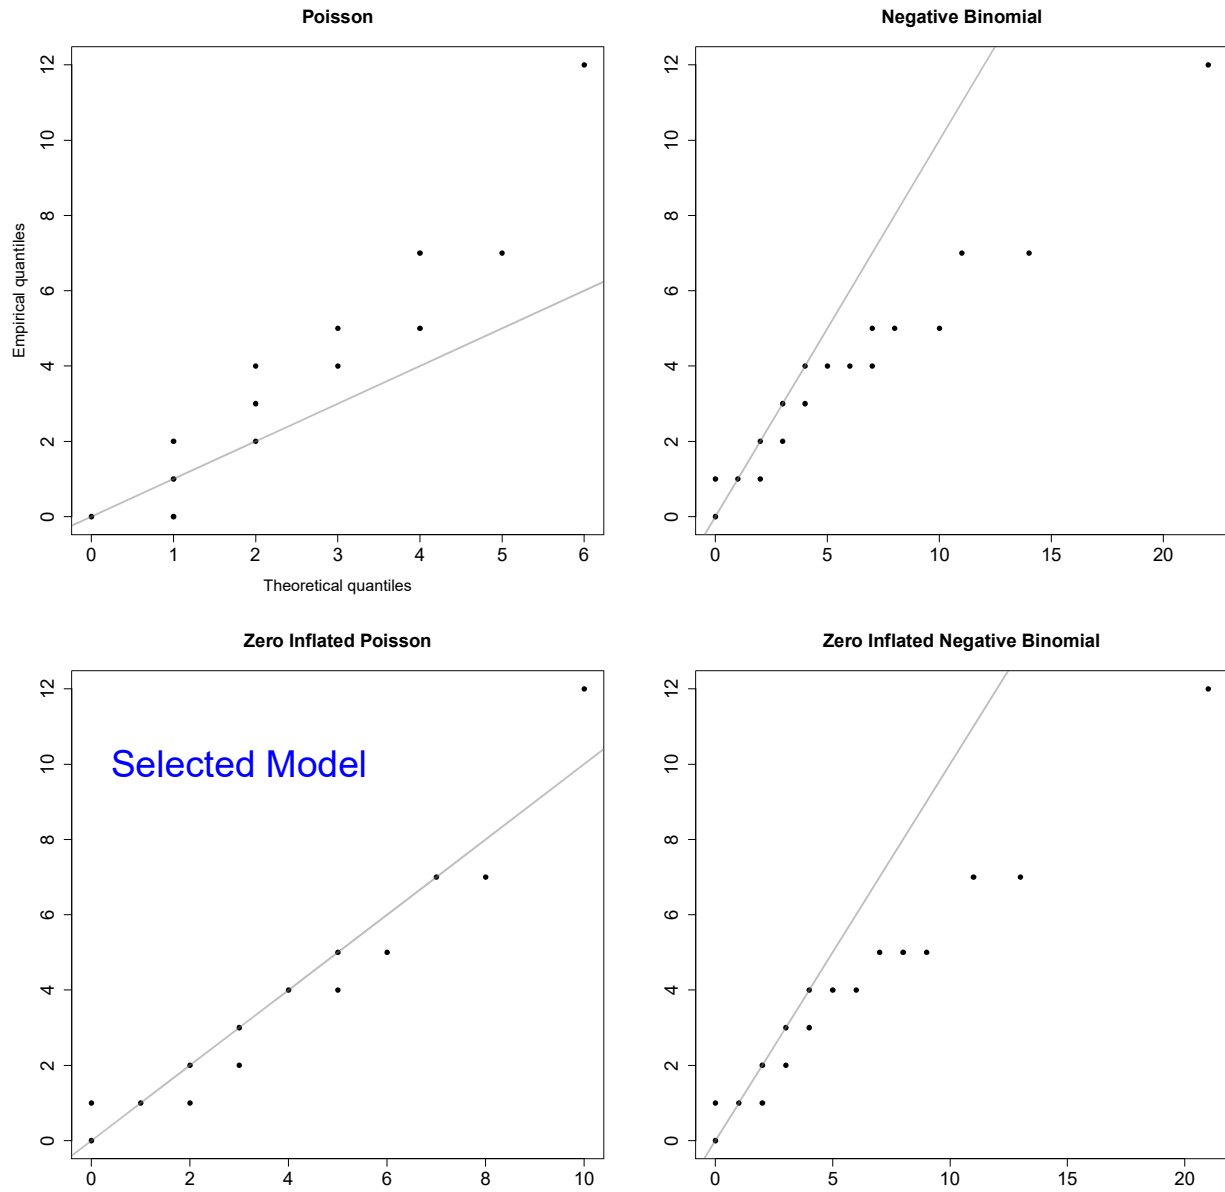 Poisson
Negative Binomial
12
10
8
6
4
2
0
Empirical quantiles
0 1 2 3 4 5 6
Theoretical quantiles
12
10
8
6
4
2
0
0 5 10 15 20
Zero Inflated Poisson
Zero Inflated Negative Binomial
12
10
8
6
4
2
0
Selected Model
0 2 4 6 8 10
12
10
8
6
4
2
0
0 5 10 15 20